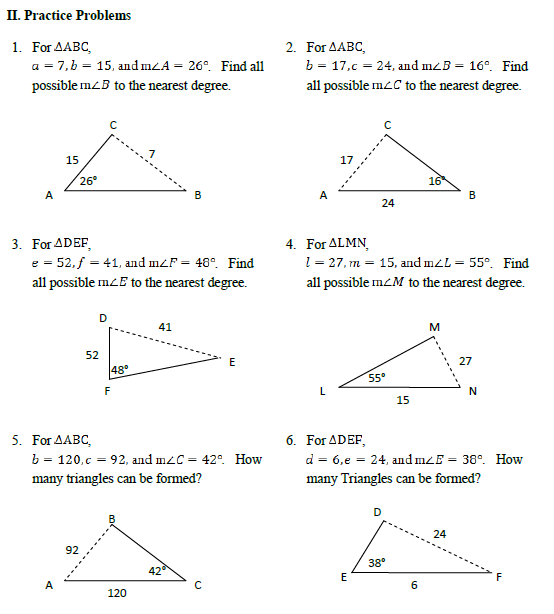 II. Practice Problems
1. For ΔABC,
a = 7, b = 15, and m∠A = 26°. Find all
possible m∠B to the nearest degree.
C
15
7
26°
A
B
2. For ΔABC,
b = 17, c = 24, and m∠B = 16°. Find
all possible m∠C to the nearest degree.
C
17
16°
A
B
24
3. For ΔDEF,
e = 52, f = 41, and m∠F = 48°. Find
all possible m∠E to the nearest degree.
D
41
52
E
48°
F
4. For ΔLMN,
l = 27, m = 15, and m∠L = 55°. Find
all possible m∠M to the nearest degree.
M
27
55°
L
N
15
5. For ΔABC,
b = 120, c = 92, and m∠C = 42°. How
many triangles can be formed?
B
92
42°
A
C
120
6. For ΔDEF,
d = 6, e = 24, and m∠E = 38°. How
many Triangles can be formed?
D
24
38°
E
F
6